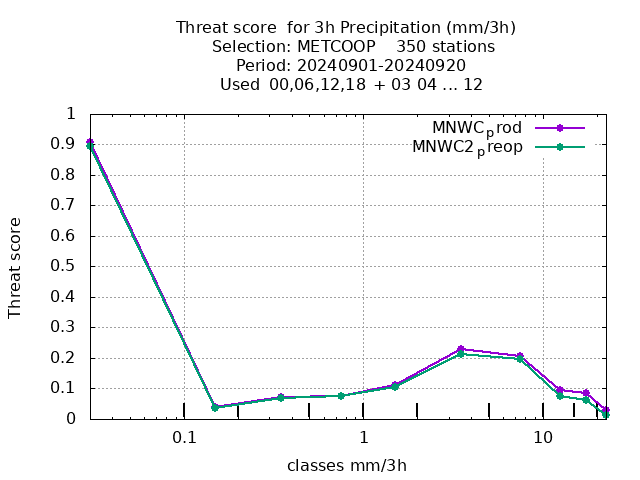 Threat score  for 3h Precipitation (mm/3h)
Selection: METCOOP    350 stations
Period: 20240901-20240920
Used  00,06,12,18  + 03 04 ... 12
MNWCprod
MNWC2preop
1
0.9
0.8
0.7
0.6
0.5
0.4
0.3
0.2
0.1
0
Threat score
0.1
1
10
classes mm/3h